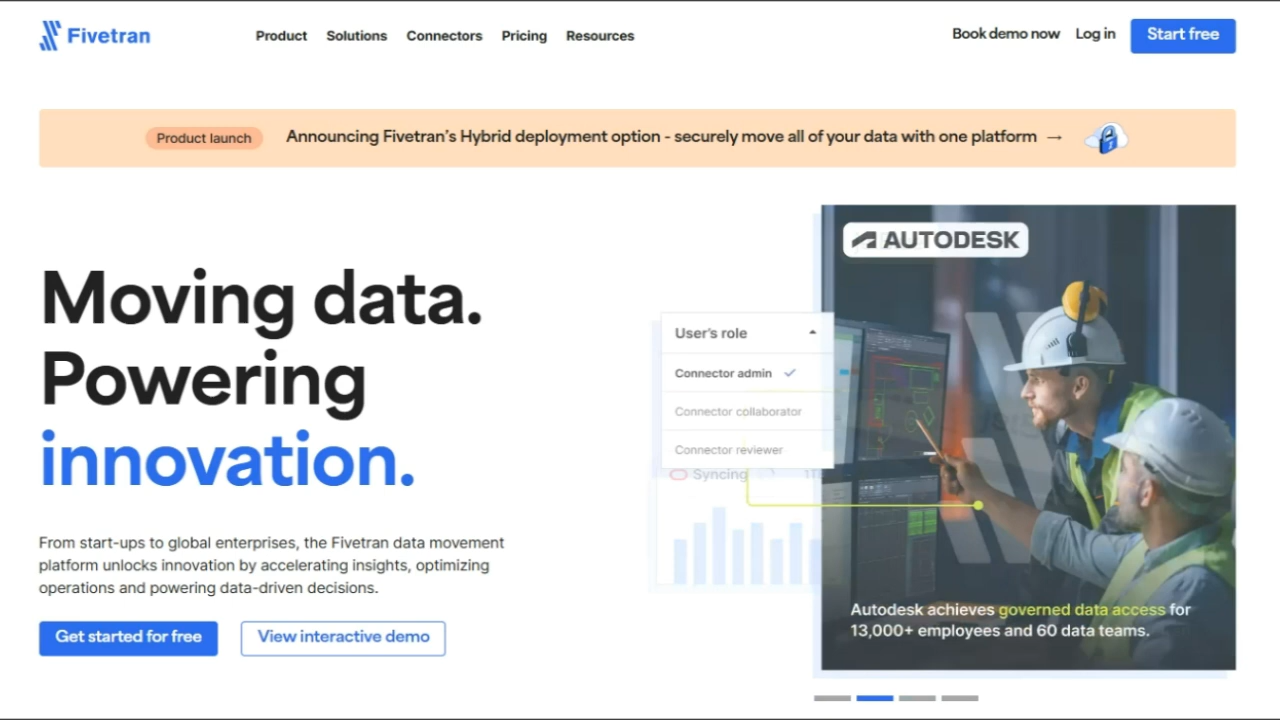 Fivetran
Product Solutions Connectors Pricing Resources
Book demo now Log in Start free
Product launch Announcing Fivetran's Hybrid deployment option - securely move all of your data with one platform →
Moving data.
Powering
innovation.
From start-ups to global enterprises, the Fivetran data movement
platform unlocks innovation by accelerating insights, optimizing
operations and powering data-driven decisions.
Get started for free View interactive demo
AUTODESK
User's role
Connector admin
Connector collaborator
Connector reviewer
Syncing
Autodesk achieves governed data access for
13,000+ employees and 60 data teams.